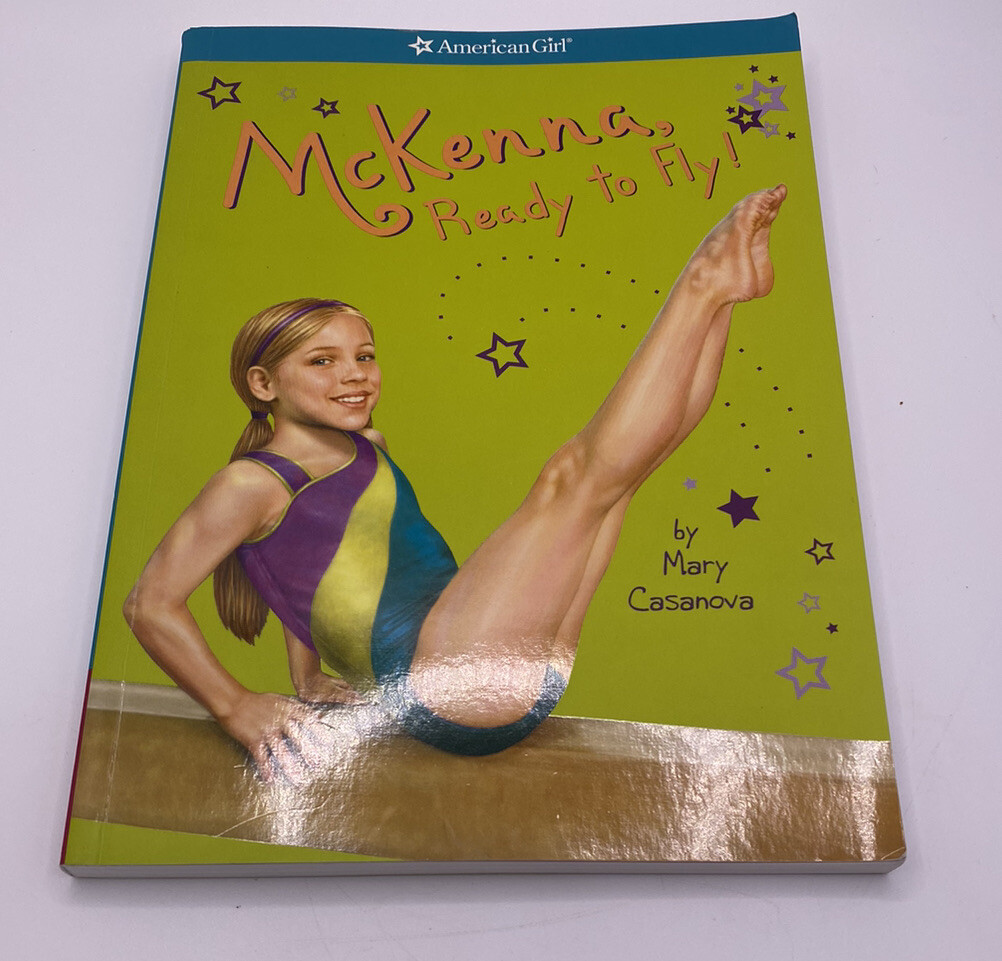 American Girl®
McKenna,
Ready to Fly!
by
Mary
Casanova